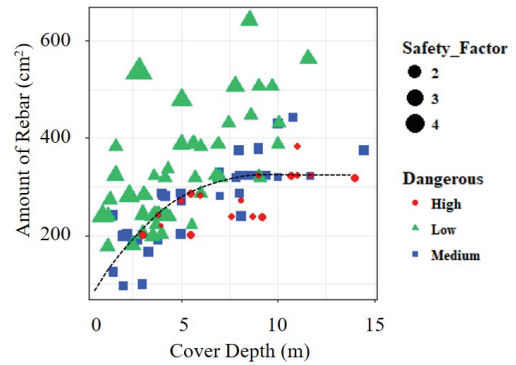 600
400
200
0
5
10
15
Amount of Rebar (cm²)
Cover Depth (m)
Safety_Factor
2
3
4
Dangerous
High
Low
Medium